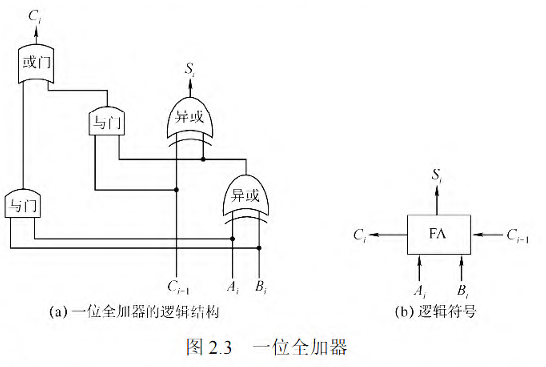 C_i
或门
S_i
异或
与门
异或
与门
C_{i-1} A_i B_i
(a) 一位全加器的逻辑结构
S_i
C_i FA C_{i-1}
A_i B_i
(b) 逻辑符号
图 2.3 一位全加器